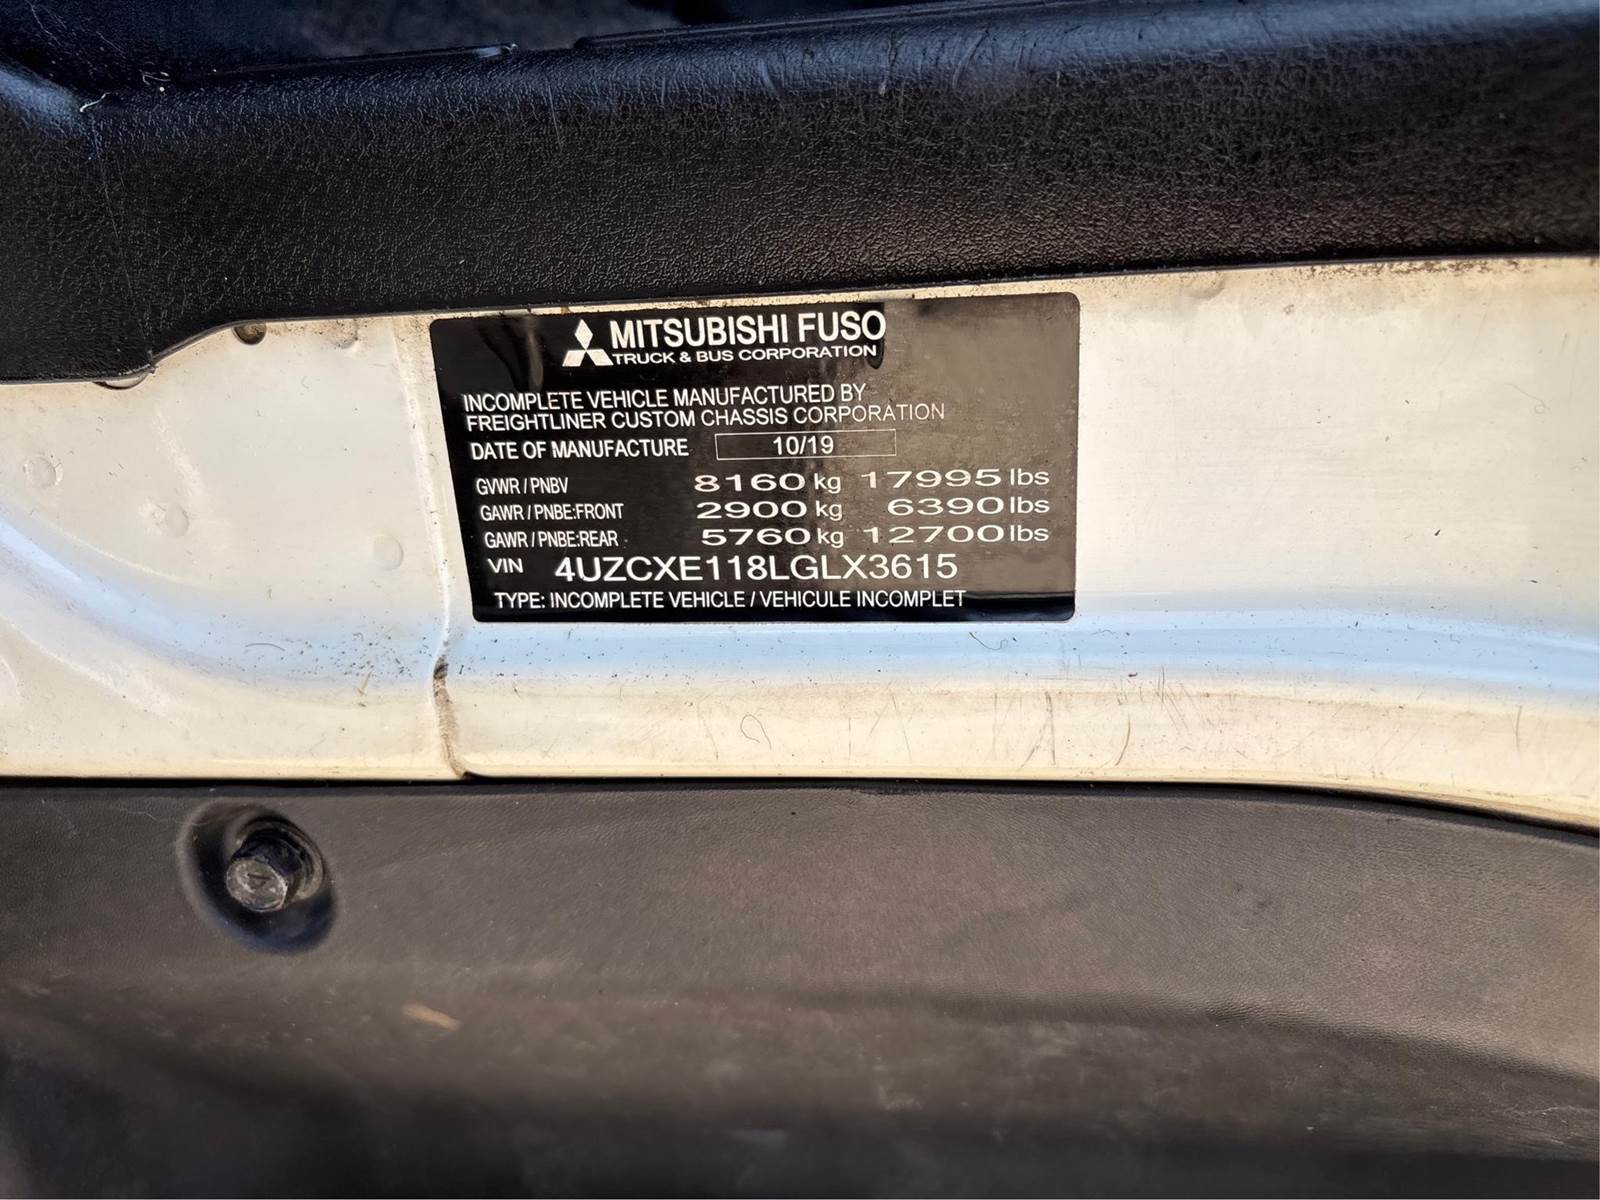 MITSUBISHI FUSO
TRUCK & BUS CORPORATION
INCOMPLETE VEHICLE MANUFACTURED BY
FREIGHTLINER CUSTOM CHASSIS CORPORATION
DATE OF MANUFACTURE 10/19
GVWR / PNBV 8160 kg 17995 lbs
GAWR / PNBE:FRONT 2900 kg 6390 lbs
GAWR / PNBE:REAR 5760 kg 12700 lbs
VIN 4UZCXE118LGLX3615
TYPE: INCOMPLETE VEHICLE / VEHICULE INCOMPLET